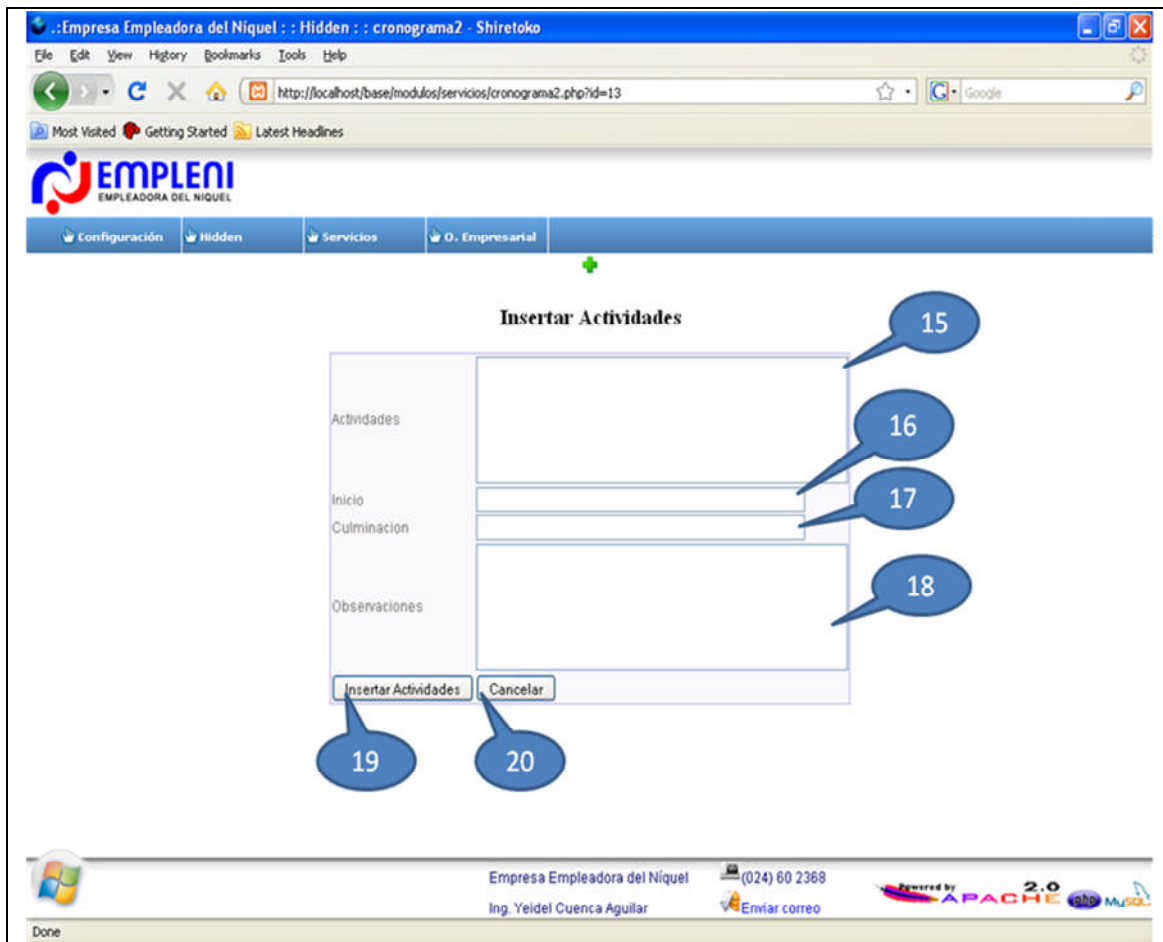 .:Empresa Empleadora del Níquel : : Hidden : : cronograma2 - Shiretoko
File Edit View History Bookmarks Tools Help
http://localhost/base/modulos/servicios/cronograma2.php?id=13
Google
Most Visited Getting Started Latest Headlines
EMPLENI
EMPLEADORA DEL NIQUEL
Configuración Hidden Servicios O. Empresarial
Insertar Actividades
15
Actividades
16
Inicio
17
Culminacion
18
Observaciones
Insertar Actividades Cancelar
19 20
Empresa Empleadora del Níquel (024) 60 2368
Ing. Yeidel Cuenca Aguilar Enviar correo
Powered by APACHE 2.0 php MySQL
Done